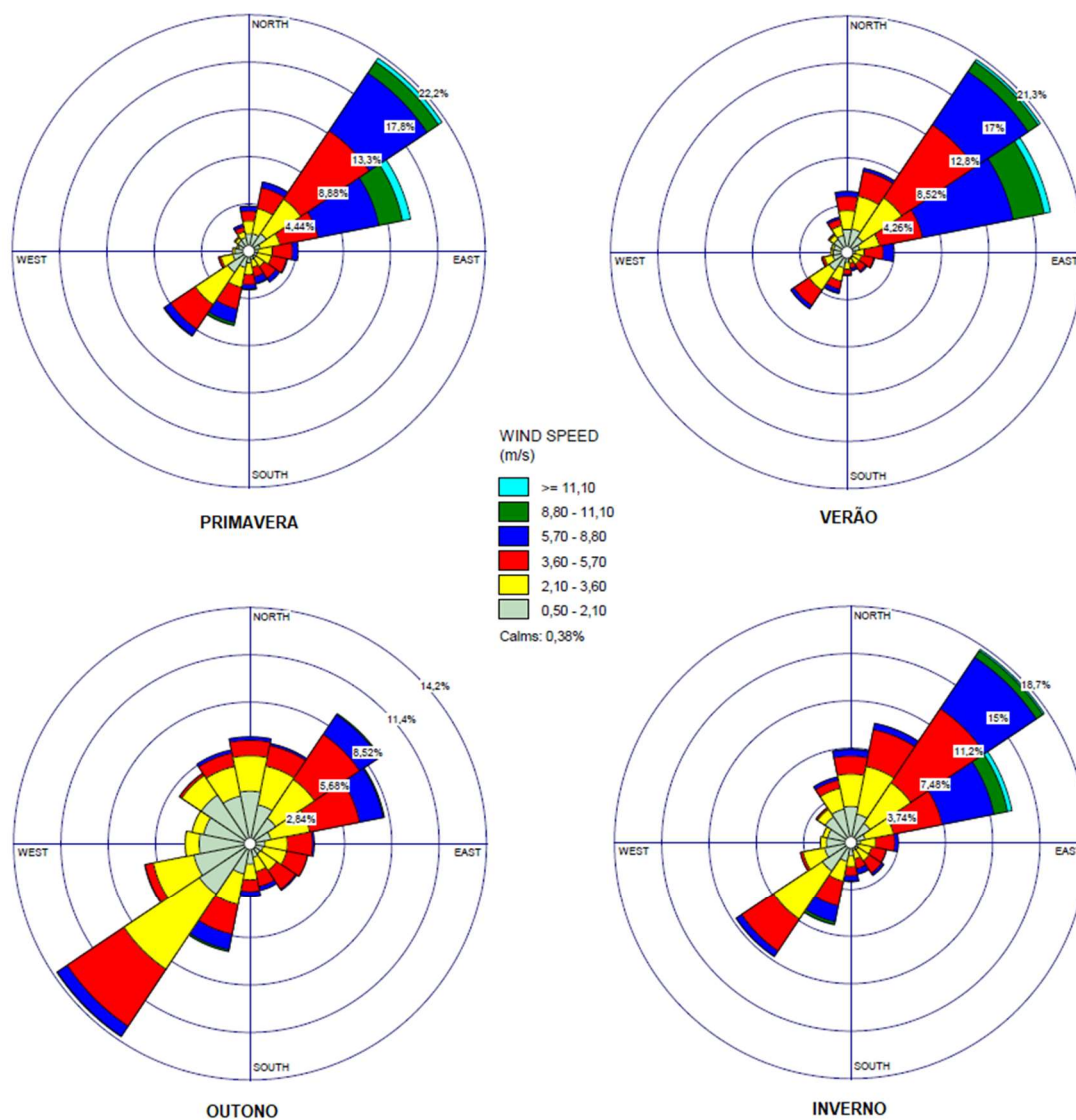 NORTH
22,2%
17,8%
13,3%
8,88%
4,44%
WEST
EAST
SOUTH
PRIMAVERA
NORTH
21,3%
17%
12,8%
8,52%
4,26%
WEST
EAST
SOUTH
VERÃO
WIND SPEED
(m/s)
>= 11,10
8,80 - 11,10
5,70 - 8,80
3,60 - 5,70
2,10 - 3,60
0,50 - 2,10
Calms: 0,38%
NORTH
14,2%
11,4%
8,52%
5,68%
2,84%
WEST
EAST
SOUTH
OUTONO
NORTH
18,7%
15%
11,2%
7,48%
3,74%
WEST
EAST
SOUTH
INVERNO